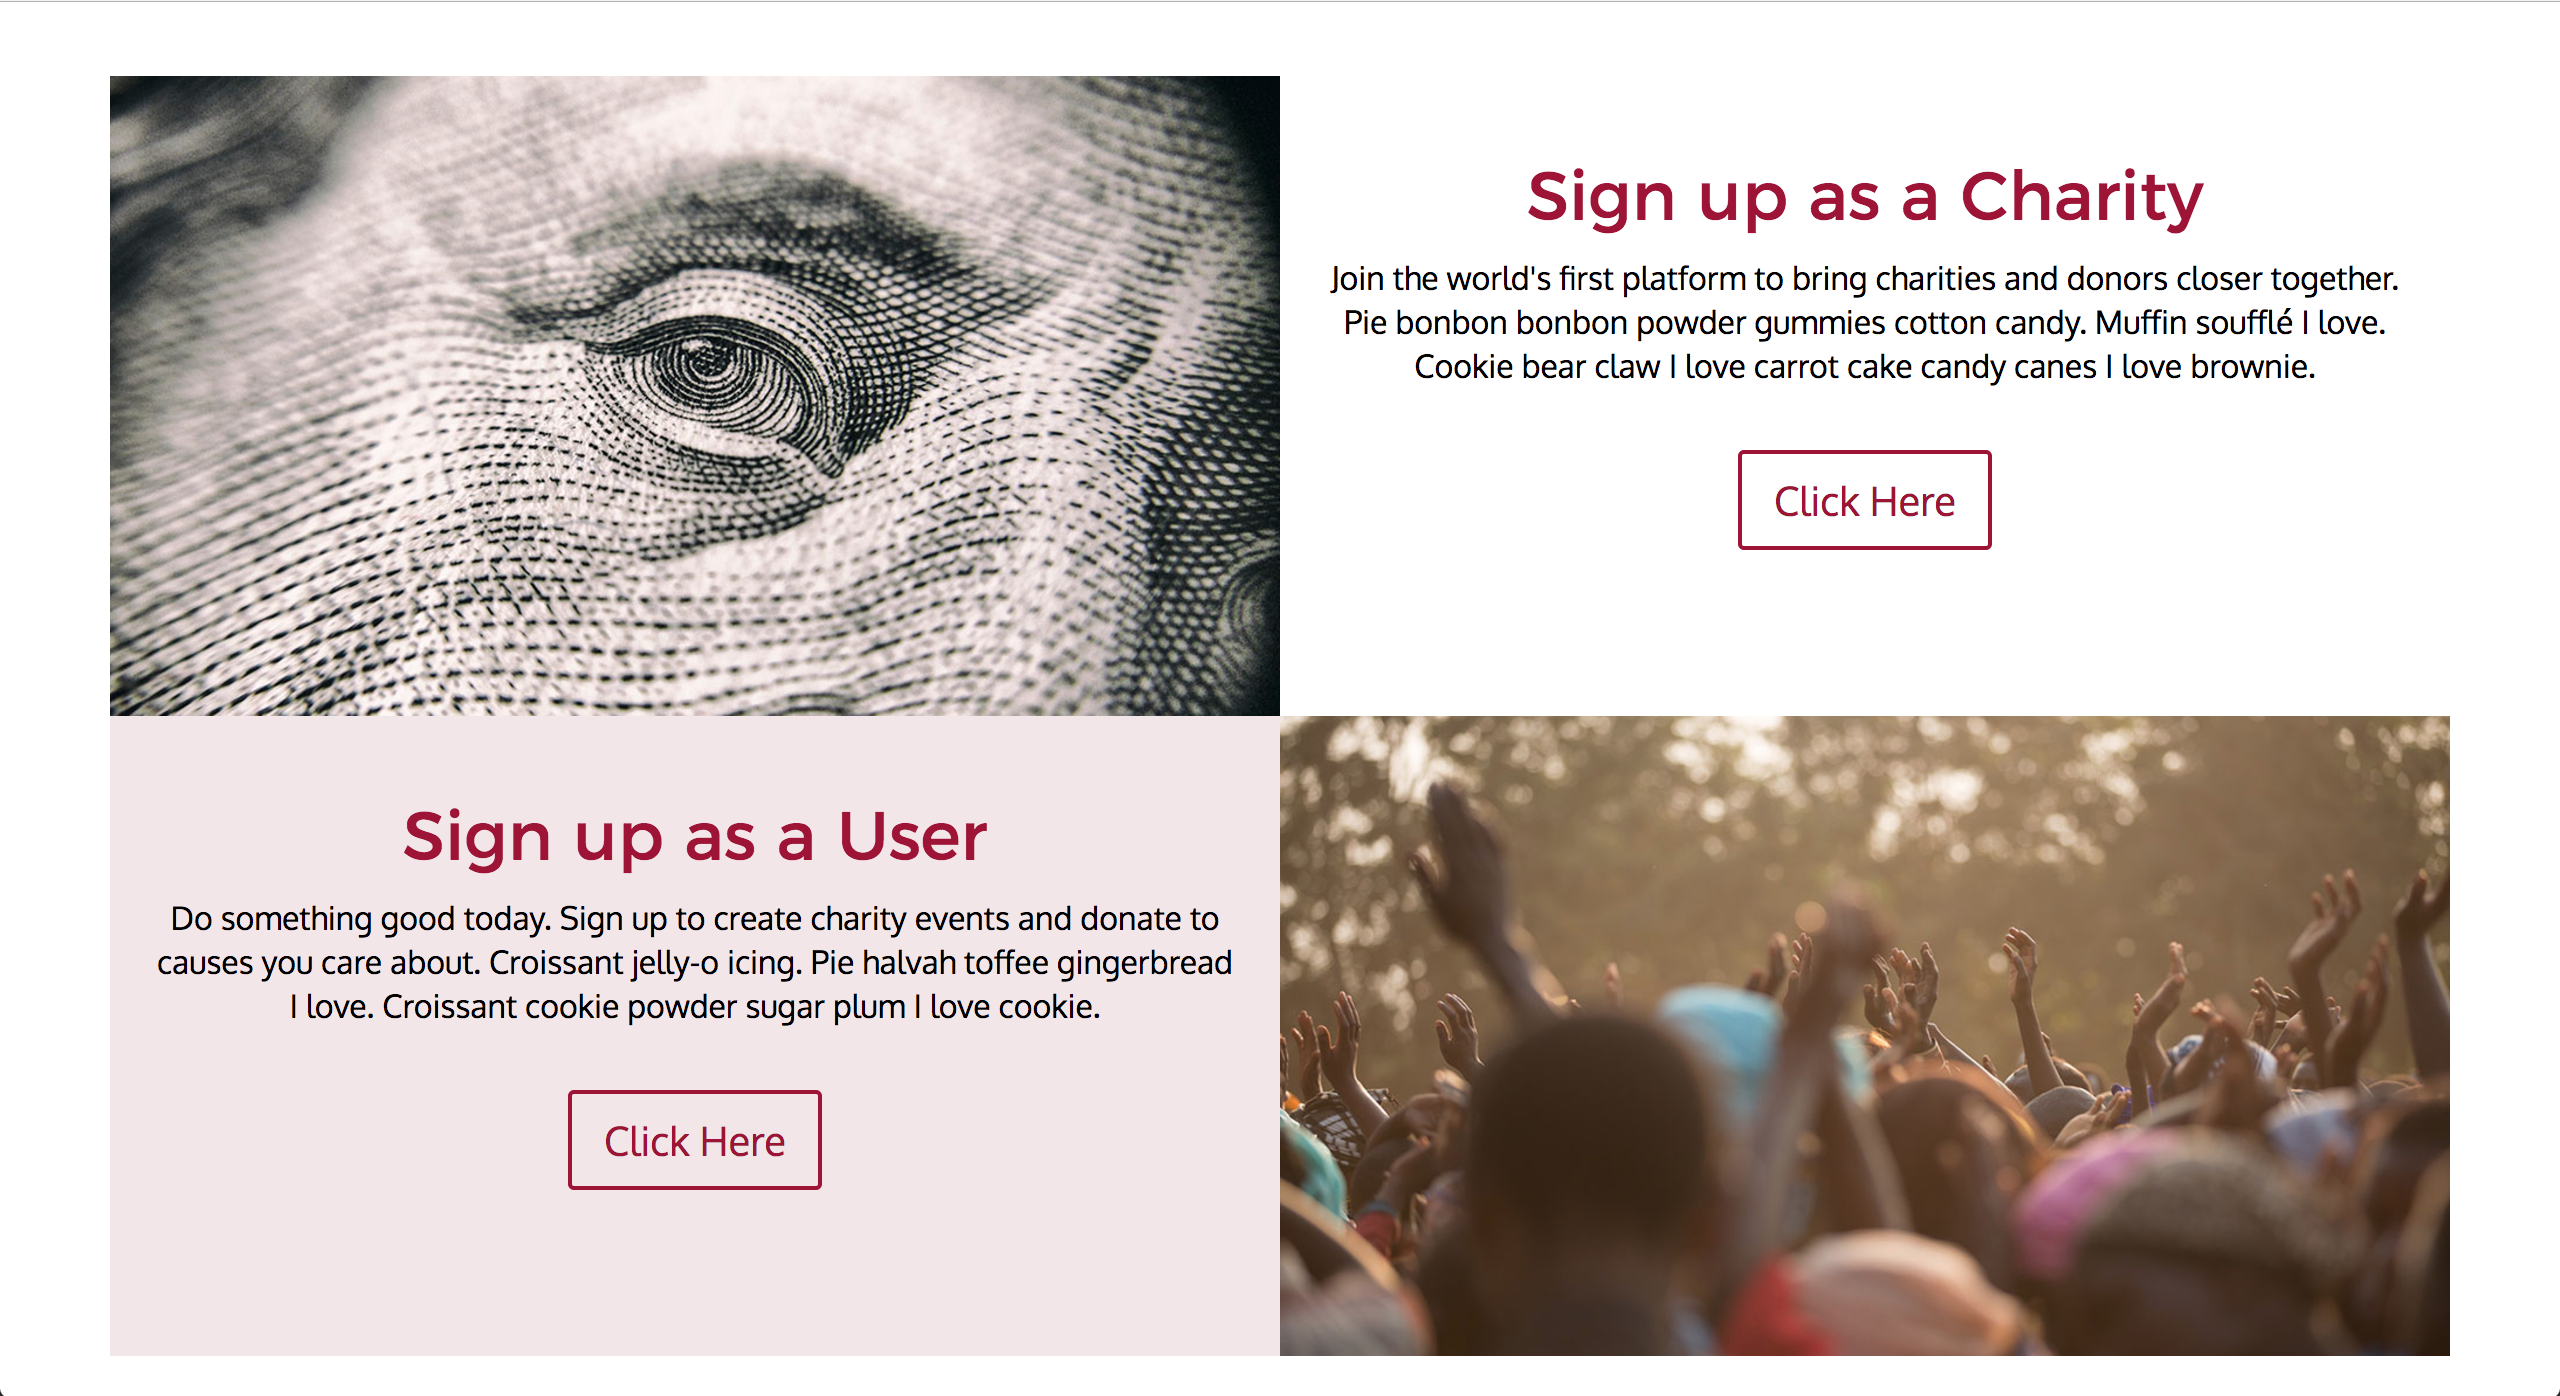 Sign up as a Charity
Join the world's first platform to bring charities and donors closer together.
Pie bonbon bonbon powder gummies cotton candy. Muffin soufflé I love.
Cookie bear claw I love carrot cake candy canes I love brownie.
Click Here
Sign up as a User
Do something good today. Sign up to create charity events and donate to
causes you care about. Croissant jelly-o icing. Pie halvah toffee gingerbread
I love. Croissant cookie powder sugar plum I love cookie.
Click Here